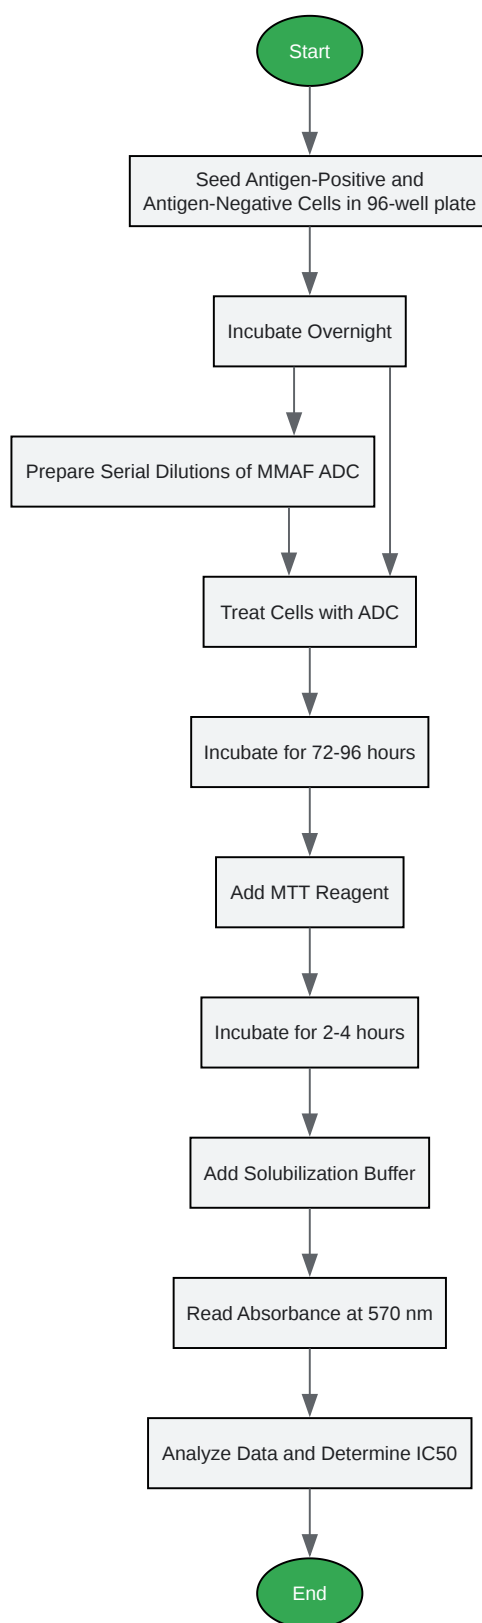 Start
Seed Antigen-Positive and
Antigen-Negative Cells in 96-well plate
Incubate Overnight
Prepare Serial Dilutions of MMAF ADC
Treat Cells with ADC
Incubate for 72-96 hours
Add MTT Reagent
Incubate for 2-4 hours
Add Solubilization Buffer
Read Absorbance at 570 nm
Analyze Data and Determine IC50
End